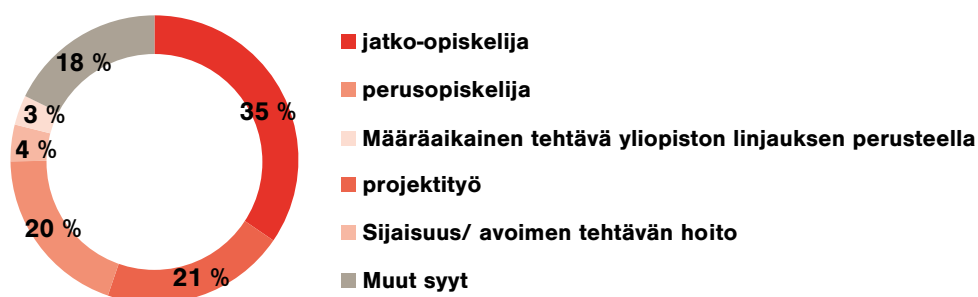 18 %
3 %
4 %
20 %
21 %
35 %
jatko-opiskelija
perusopiskelija
Määräaikainen tehtävä yliopiston linjauksen perusteella
projektityö
Sijaisuus/ avoimen tehtävän hoito
Muut syyt